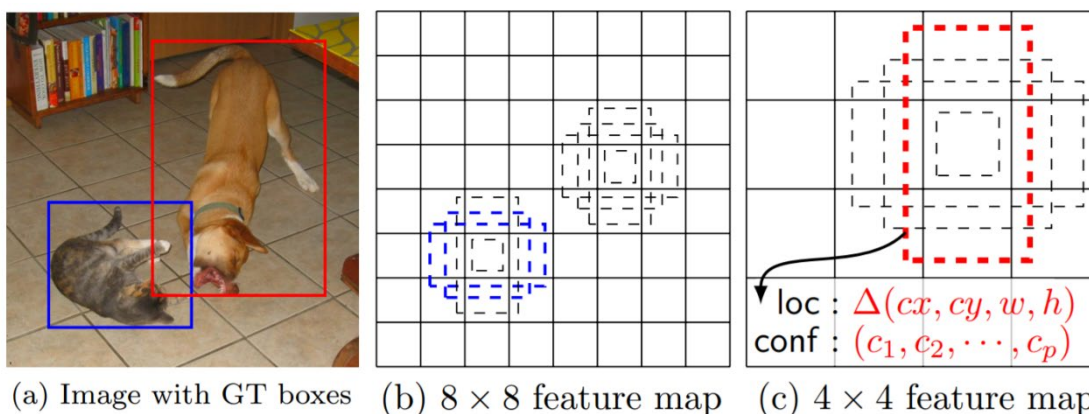 loc : Δ(cx, cy, w, h)
conf : (c₁, c₂, ⋯, cₚ)
(a) Image with GT boxes
(b) 8 × 8 feature map
(c) 4 × 4 feature map